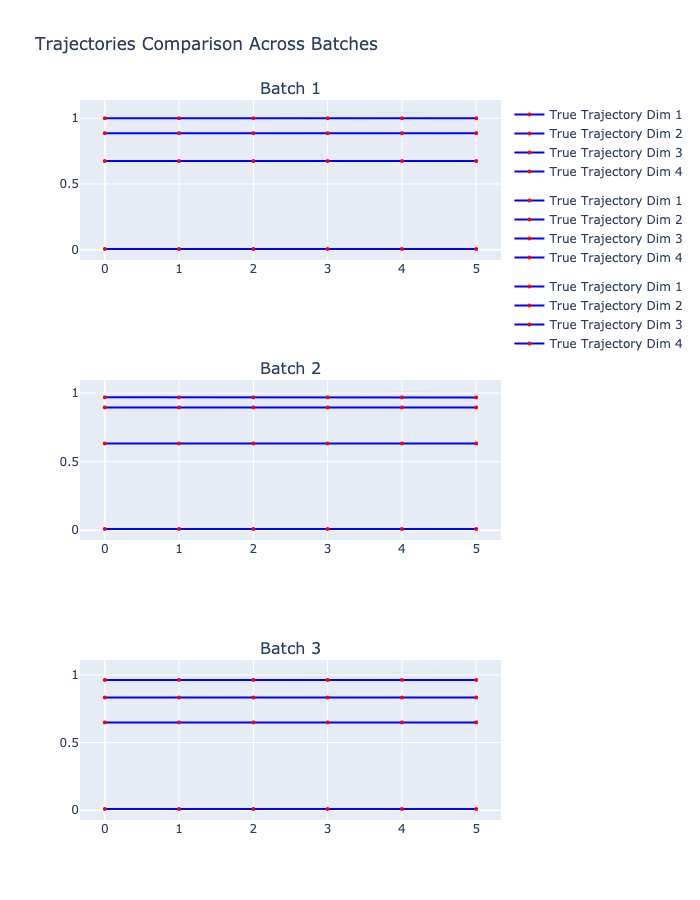 Trajectories Comparison Across Batches
Batch 1
1
0.5
0
0 1 2 3 4 5
True Trajectory Dim 1
True Trajectory Dim 2
True Trajectory Dim 3
True Trajectory Dim 4
True Trajectory Dim 1
True Trajectory Dim 2
True Trajectory Dim 3
True Trajectory Dim 4
True Trajectory Dim 1
True Trajectory Dim 2
True Trajectory Dim 3
True Trajectory Dim 4
Batch 2
1
0.5
0
0 1 2 3 4 5
Batch 3
1
0.5
0
0 1 2 3 4 5